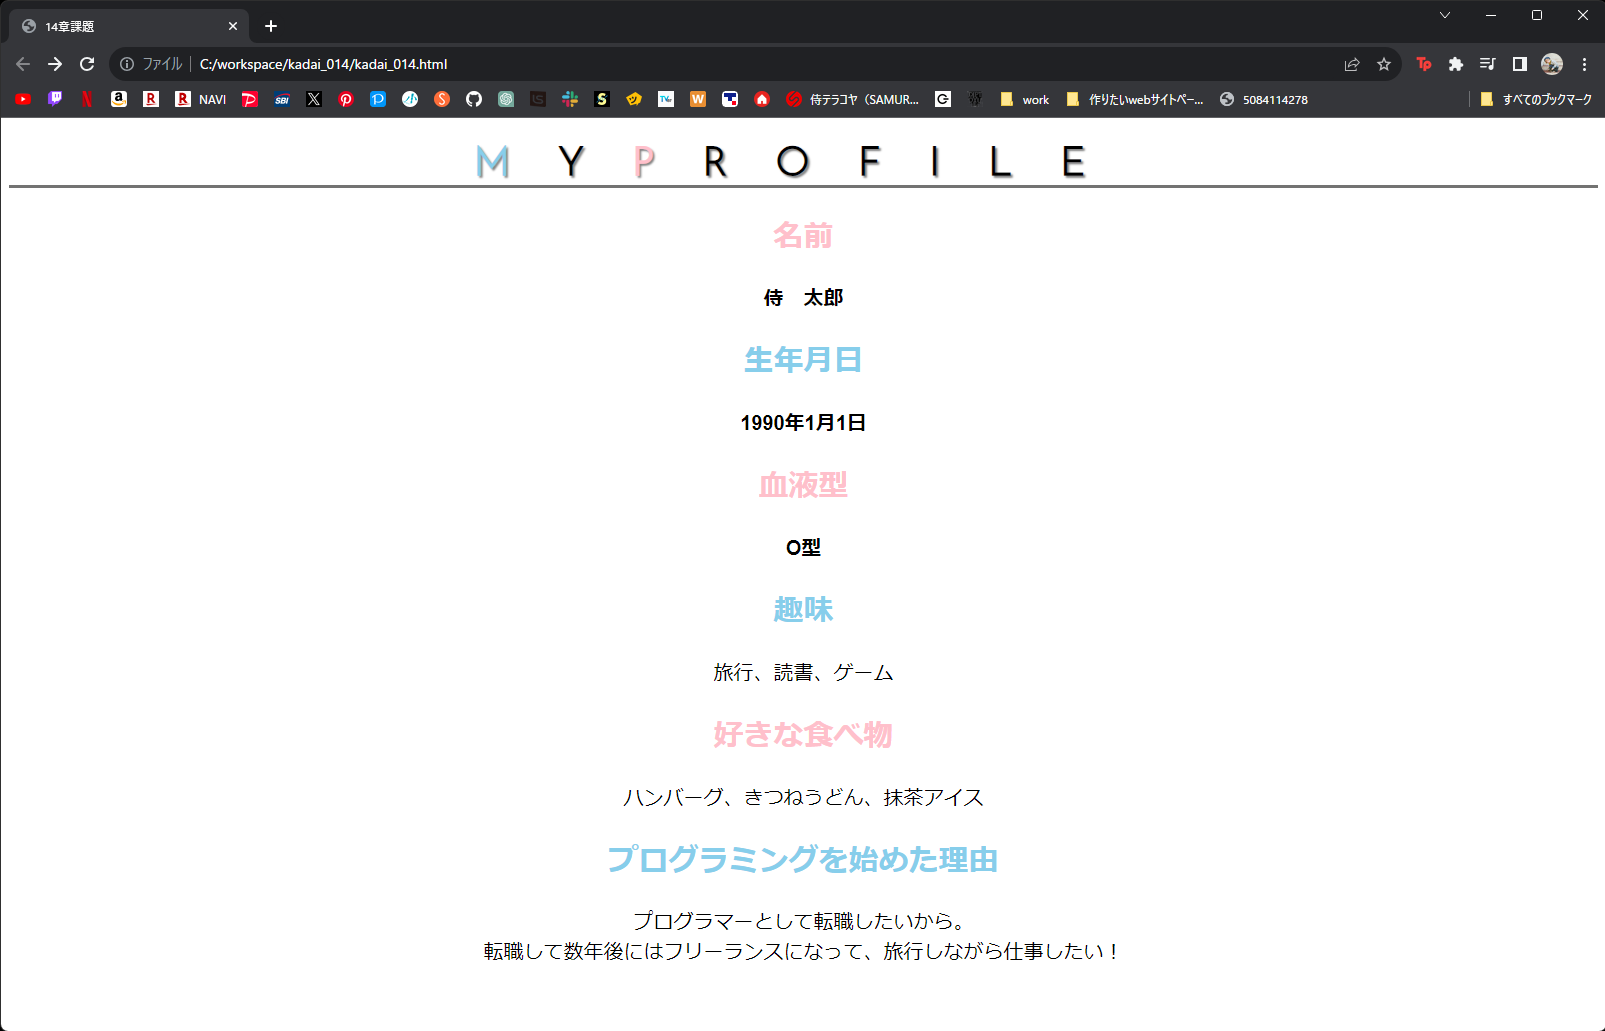 14章課題
ファイル C:/workspace/kadai_014/kadai_014.html
NAVI 侍テラコヤ（SAMUR... work 作りたいwebサイトペー... 5084114278 すべてのブックマーク
MY PROFILE
名前
侍　太郎
生年月日
1990年1月1日
血液型
O型
趣味
旅行、読書、ゲーム
好きな食べ物
ハンバーグ、きつねうどん、抹茶アイス
プログラミングを始めた理由
プログラマーとして転職したいから。
転職して数年後にはフリーランスになって、旅行しながら仕事したい！